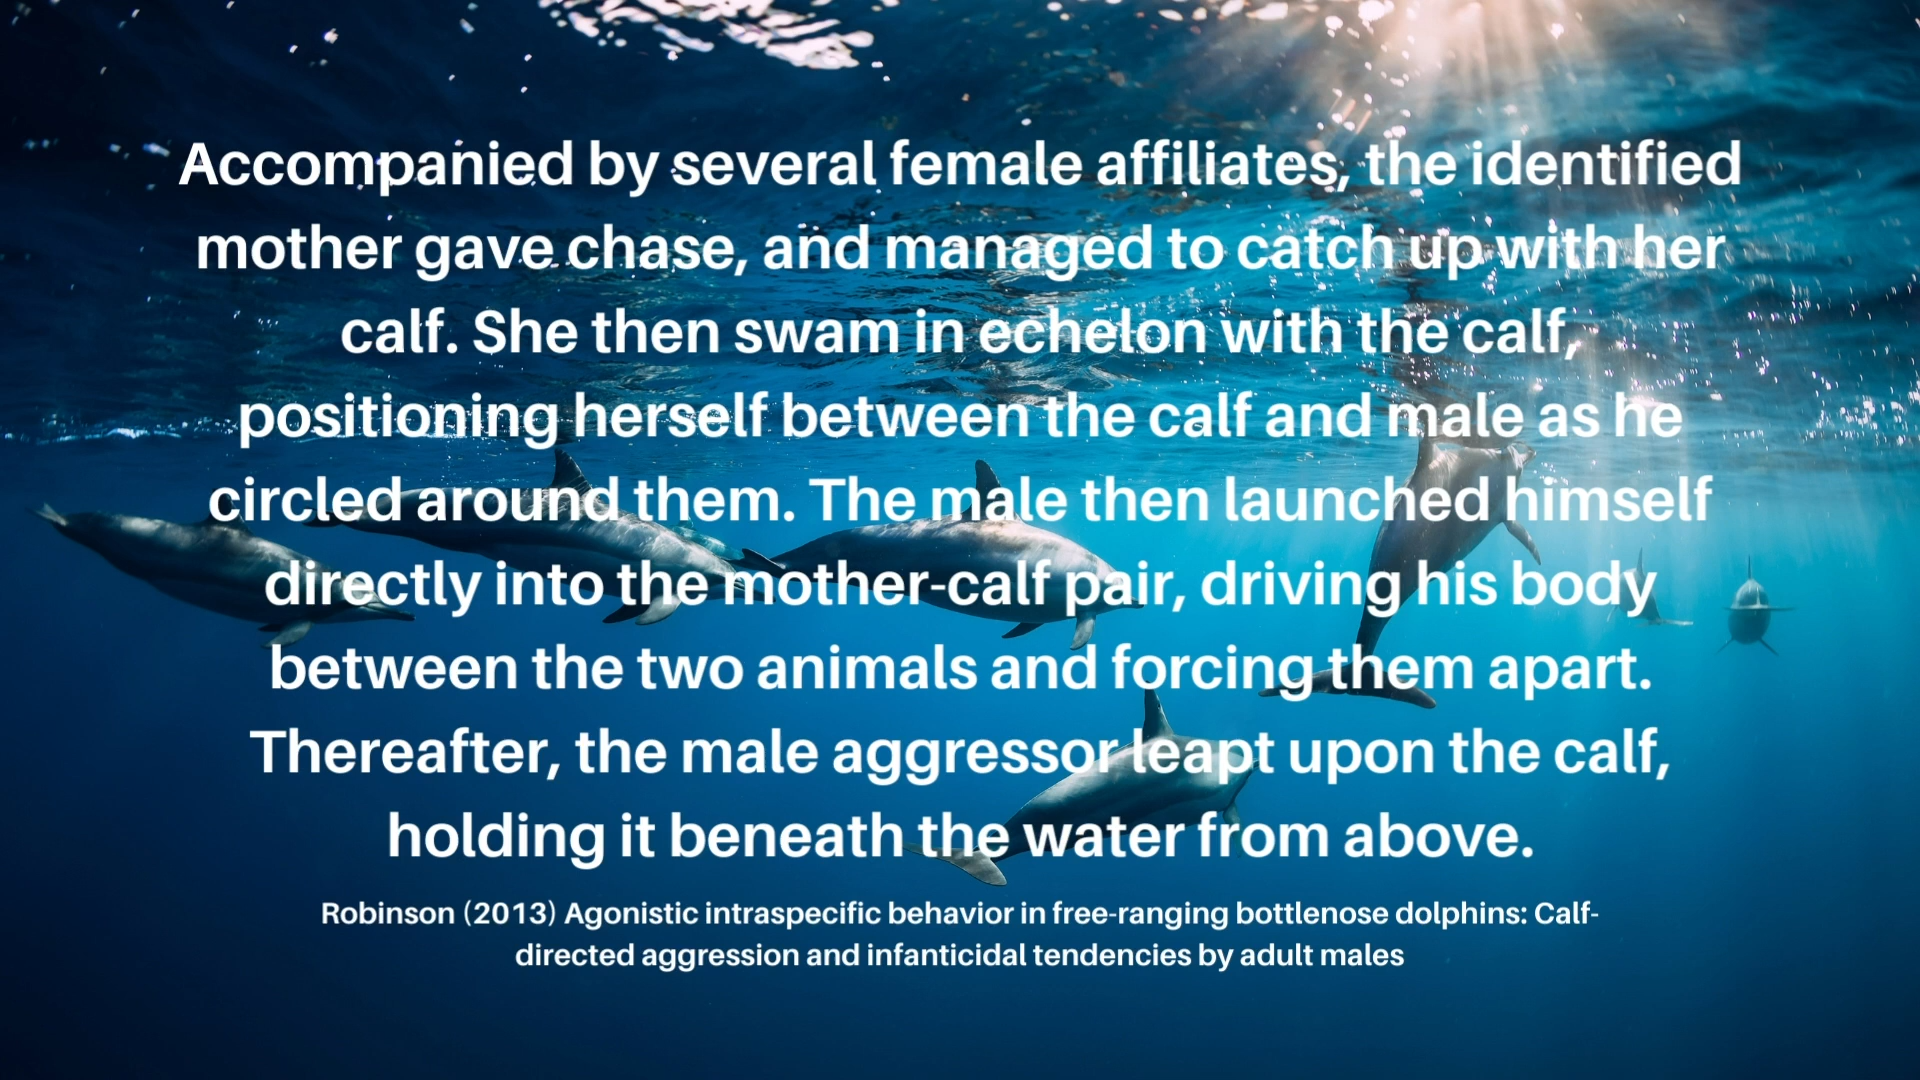 Accompanied by several female affiliates, the identified
mother gave chase, and managed to catch up with her
calf. She then swam in echelon with the calf,
positioning herself between the calf and male as he
circled around them. The male then launched himself
directly into the mother-calf pair, driving his body
between the two animals and forcing them apart.
Thereafter, the male aggressor leapt upon the calf,
holding it beneath the water from above.
Robinson (2013) Agonistic intraspecific behavior in free-ranging bottlenose dolphins: Calf-
directed aggression and infanticidal tendencies by adult males